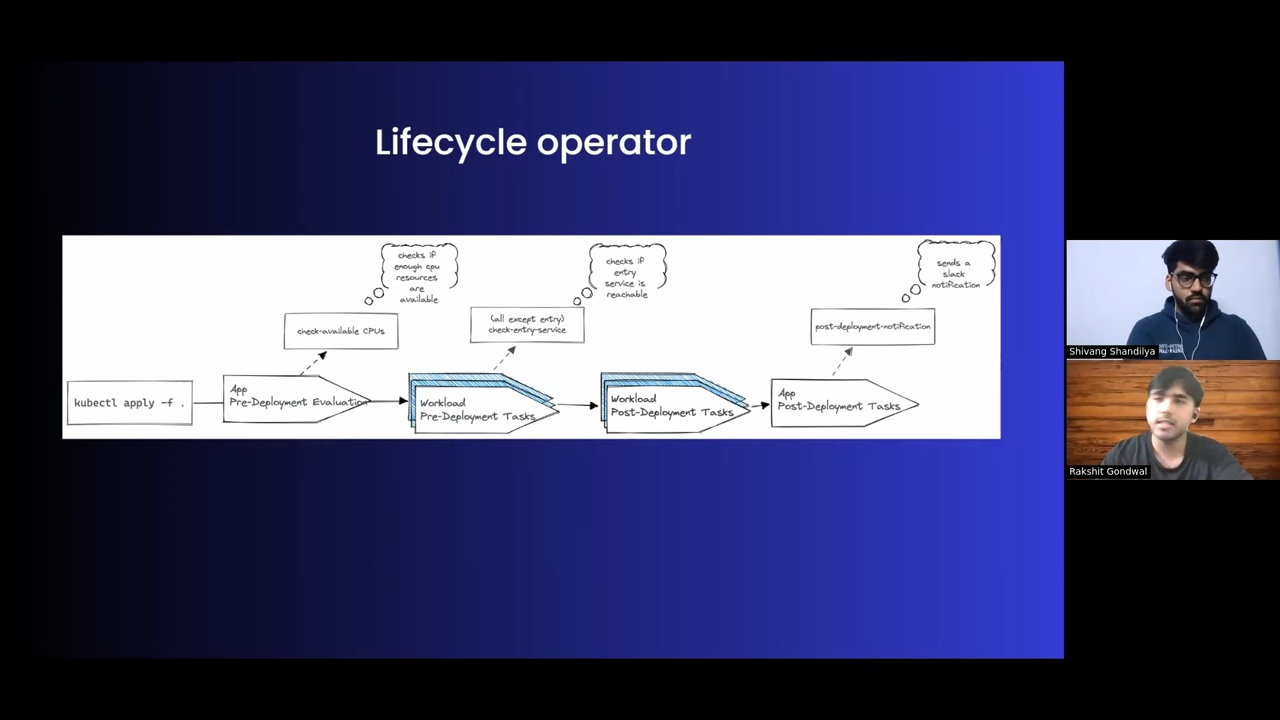 Lifecycle operator
checks if
enough cpu
resources
are
available
checks if
entry
service is
reachable
sends a
slack
notification
check-available CPUs
(all except entry)
check-entry-service
post-deployment-notification
kubectl apply -f .
App
Pre-Deployment Evaluation
Workload
Pre-Deployment Tasks
Workload
Post-Deployment Tasks
App
Post-Deployment Tasks
Shivang Shandilya
Rakshit Gondwal